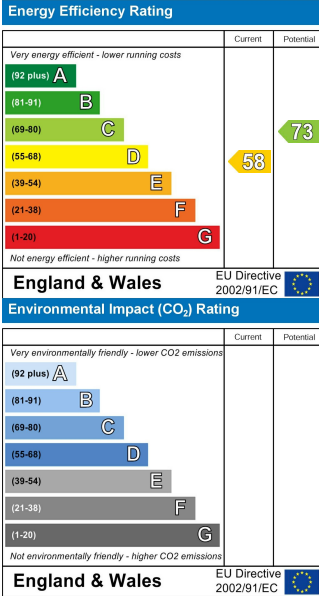 Energy Efficiency Rating
Current Potential
Very energy efficient - lower running costs
(92 plus) A
(81-91) B
(69-80) C
(55-68) D
(39-54) E
(21-38) F
(1-20) G
58
73
Not energy efficient - higher running costs
England & Wales
EU Directive
2002/91/EC
Environmental Impact (CO₂) Rating
Current Potential
Very environmentally friendly - lower CO2 emissions
(92 plus) A
(81-91) B
(69-80) C
(55-68) D
(39-54) E
(21-38) F
(1-20) G
Not environmentally friendly - higher CO2 emissions
England & Wales
EU Directive
2002/91/EC